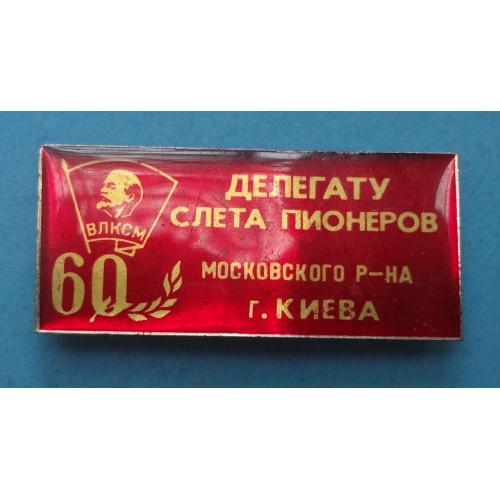 ВЛКСМ
60
ДЕЛЕГАТУ
СЛЕТА ПИОНЕРОВ
МОСКОВСКОГО Р-НА
г. КИЕВА